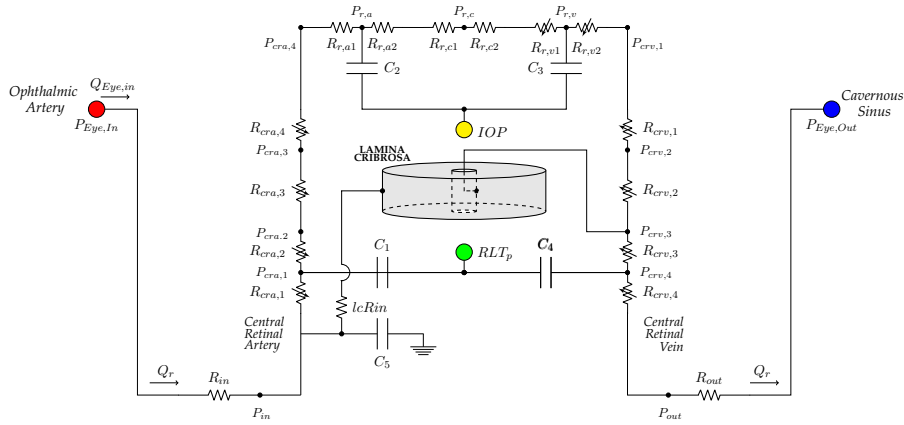 P_{r,a}
P_{r,c}
P_{r,v}
P_{cra,4}
R_{r,a1}
R_{r,a2}
R_{r,c1}
R_{r,c2}
R_{r,v1}
R_{r,v2}
P_{crv,1}
C_2
C_3
Ophthalmic
Artery
Q_{Eye,in}
P_{Eye,In}
Cavernous
Sinus
P_{Eye,Out}
R_{cra,4}
IOP
R_{crv,1}
P_{cra,3}
LAMINA
CRIBROSA
P_{crv,2}
R_{cra,3}
R_{crv,2}
P_{cra.2}
P_{crv,3}
R_{cra,2}
C_1
RLT_p
C_4
R_{crv,3}
P_{cra,1}
P_{crv,4}
R_{cra,1}
lcRin
R_{crv,4}
Central
Retinal
Artery
C_5
Central
Retinal
Vein
Q_r
R_{in}
P_{in}
R_{out}
Q_r
P_{out}